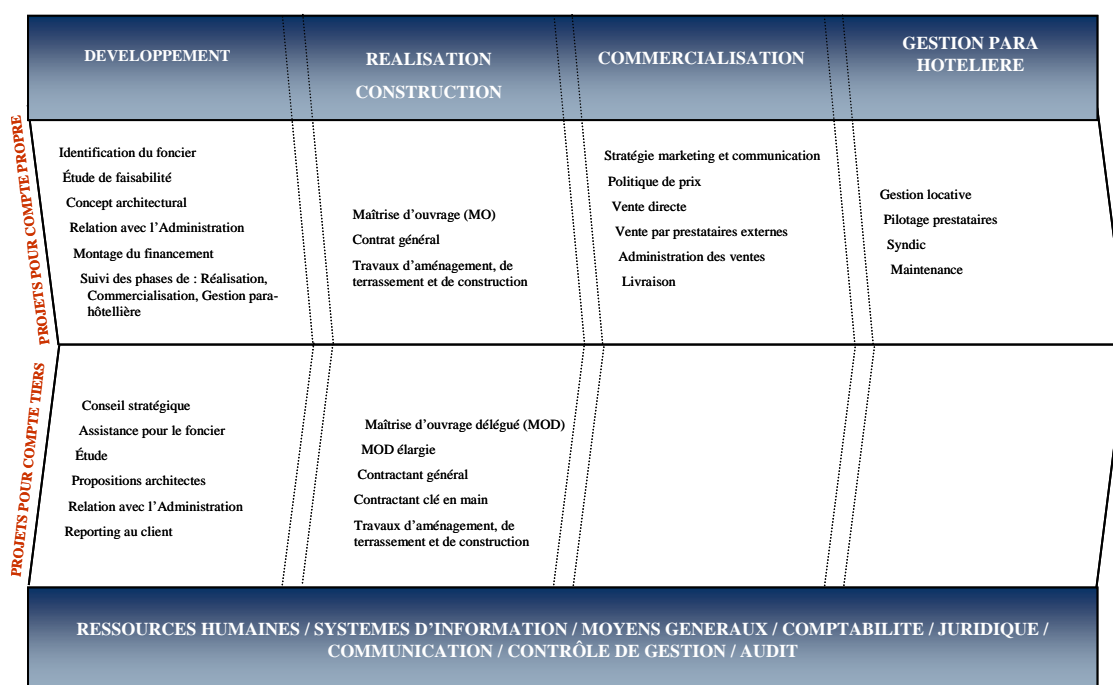 DEVELOPPEMENT
REALISATION
CONSTRUCTION
COMMERCIALISATION
GESTION PARA
HOTELIERE
PROJETS POUR COMPTE PROPRE
Identification du foncier
Étude de faisabilité
Concept architectural
Relation avec l’Administration
Montage du financement
Suivi des phases de : Réalisation,
Commercialisation, Gestion para-
hôtellière
Maîtrise d’ouvrage (MO)
Contrat général
Travaux d’aménagement, de
terrassement et de construction
Stratégie marketing et communication
Politique de prix
Vente directe
Vente par prestataires externes
Administration des ventes
Livraison
Gestion locative
Pilotage prestataires
Syndic
Maintenance
PROJETS POUR COMPTE TIERS
Conseil stratégique
Assistance pour le foncier
Étude
Propositions architectes
Relation avec l’Administration
Reporting au client
Maîtrise d’ouvrage délégué (MOD)
MOD élargie
Contractant général
Contractant clé en main
Travaux d’aménagement, de
terrassement et de construction
RESSOURCES HUMAINES / SYSTEMES D’INFORMATION / MOYENS GENERAUX / COMPTABILITE / JURIDIQUE /
COMMUNICATION / CONTRÔLE DE GESTION / AUDIT